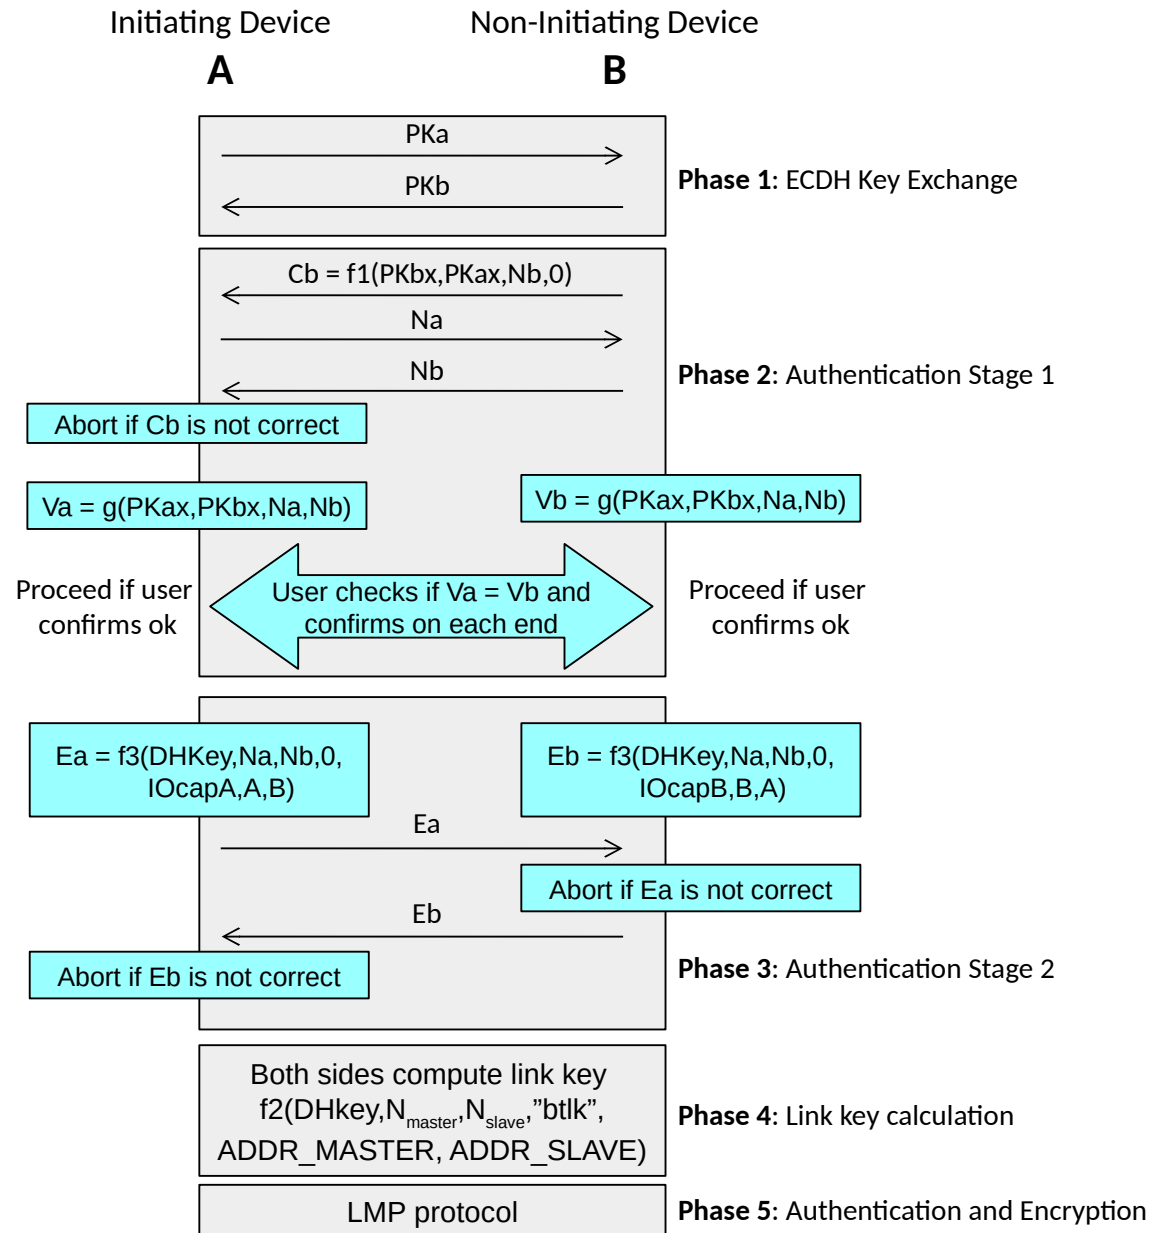 Initiating Device
Non-Initiating Device
A
B
PKa
PKb
Phase 1: ECDH Key Exchange
Cb = f1(PKbx,PKax,Nb,0)
Na
Nb
Phase 2: Authentication Stage 1
Abort if Cb is not correct
Va = g(PKax,PKbx,Na,Nb)
Vb = g(PKax,PKbx,Na,Nb)
Proceed if user
confirms ok
User checks if Va = Vb and
confirms on each end
Proceed if user
confirms ok
Ea = f3(DHKey,Na,Nb,0,
IOcapA,A,B)
Eb = f3(DHKey,Na,Nb,0,
IOcapB,B,A)
Ea
Abort if Ea is not correct
Eb
Abort if Eb is not correct
Phase 3: Authentication Stage 2
Both sides compute link key
f2(DHkey,Nmaster,Nslave,”btlk”,
ADDR_MASTER, ADDR_SLAVE)
Phase 4: Link key calculation
LMP protocol
Phase 5: Authentication and Encryption